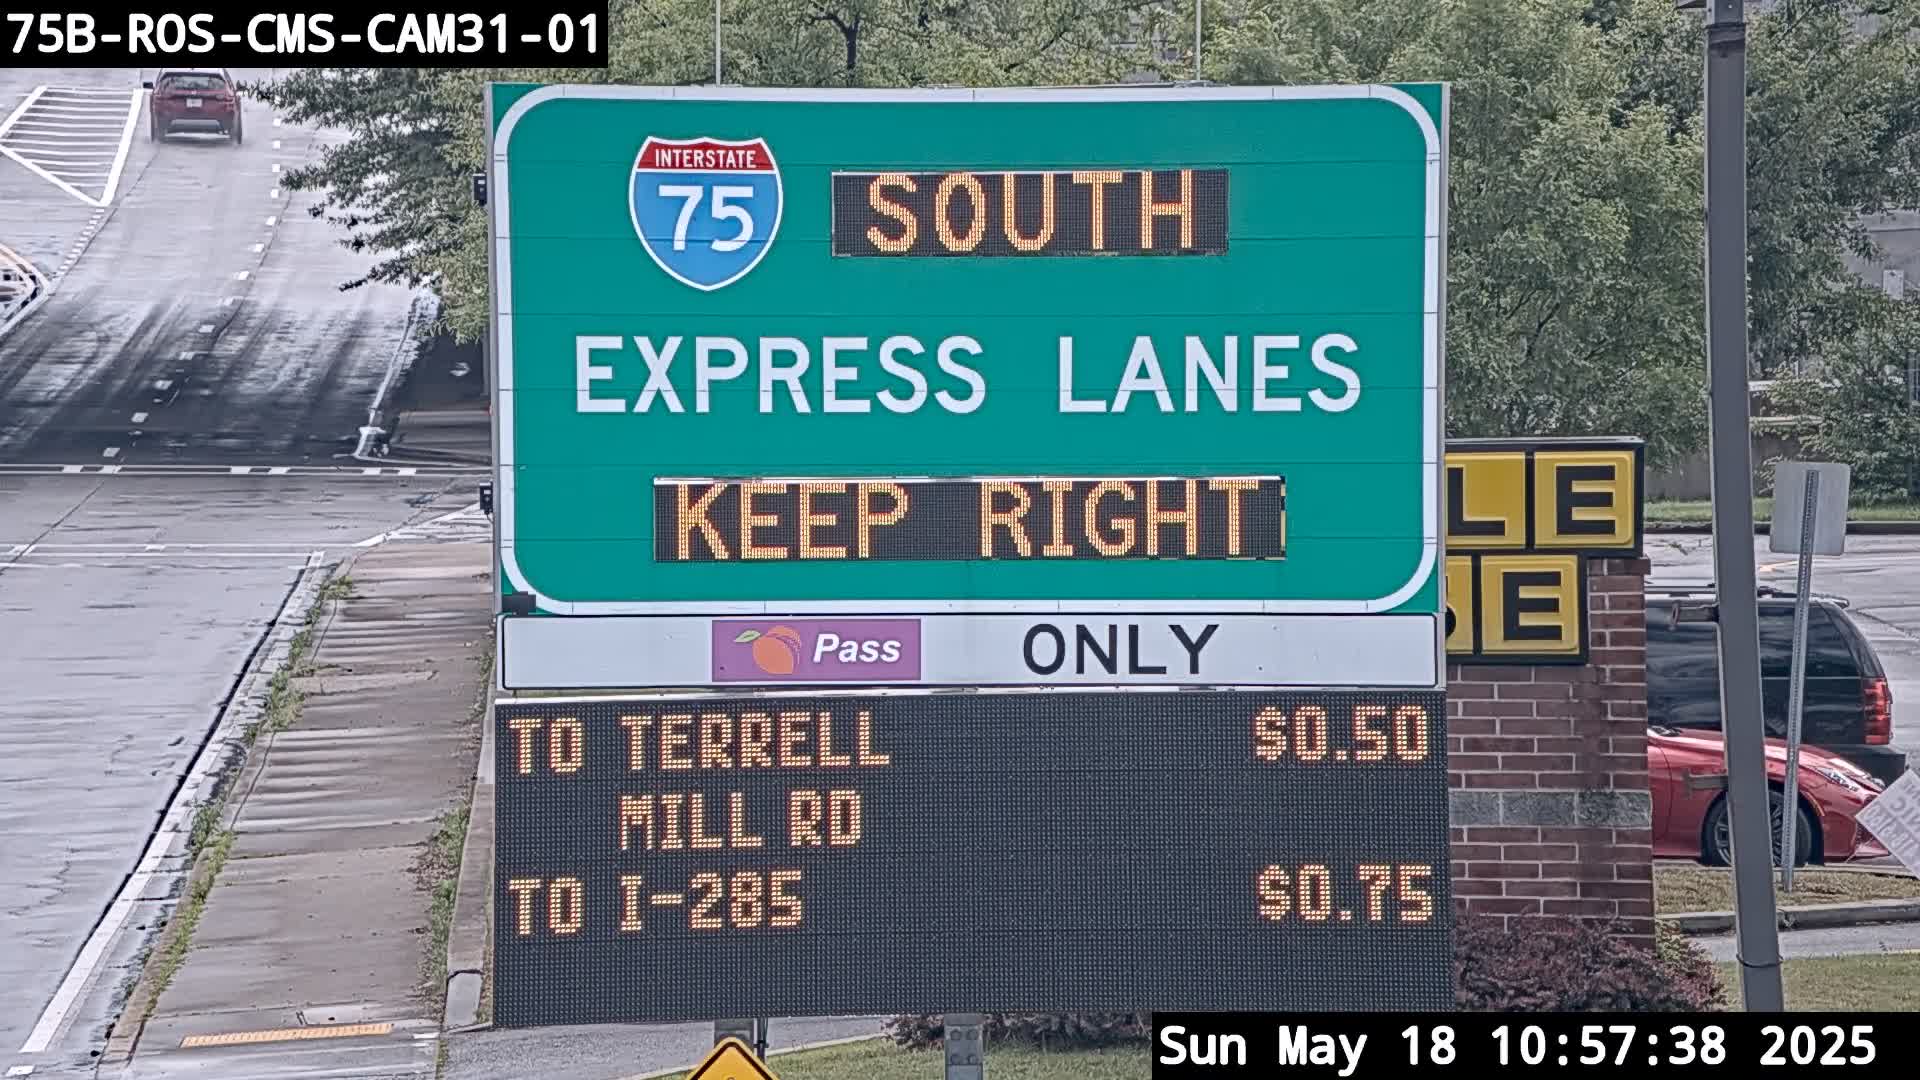 75B-ROS-CMS-CAM31-01
INTERSTATE
75
SOUTH
EXPRESS LANES
KEEP RIGHT
Pass ONLY
TO TERRELL $0.50
MILL RD
TO I-285 $0.75
LE
E
Sun May 18 10:57:38 2025